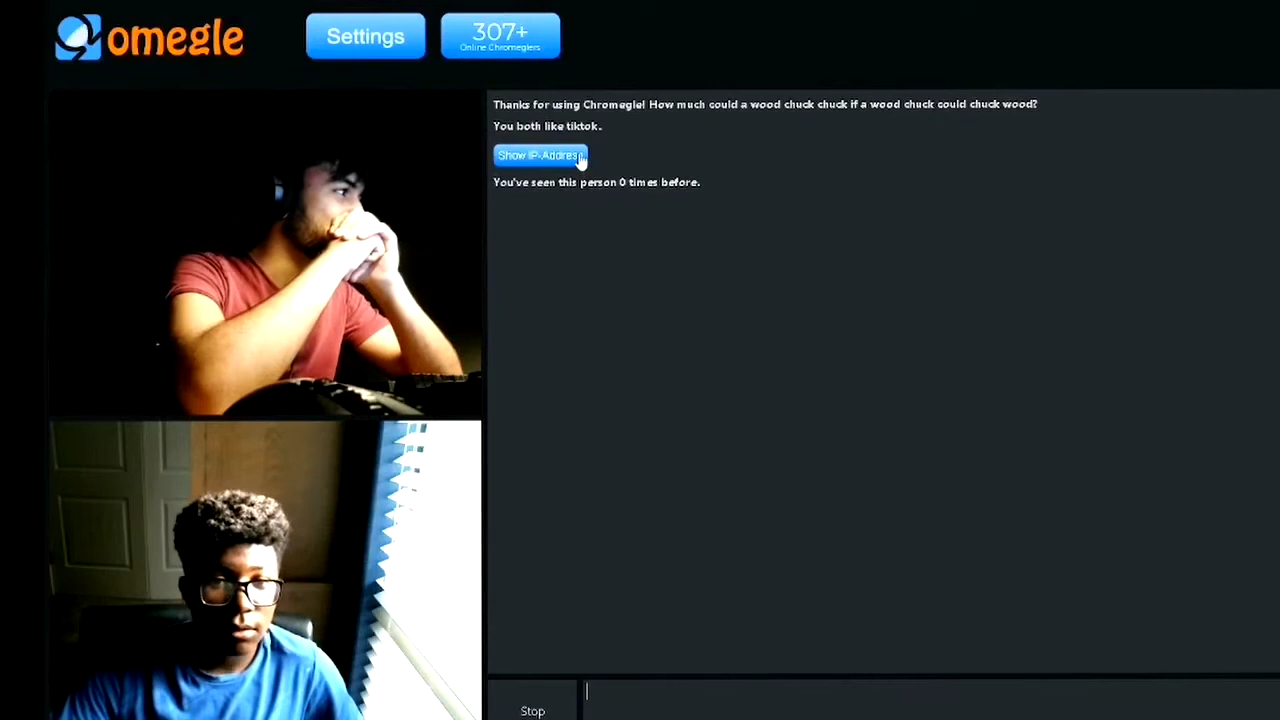 omegle
Settings
307+
Online Chromeglers
Thanks for using Chromegle! How much could a wood chuck chuck if a wood chuck could chuck wood?
You both like tiktok.
Show IP-Address
You've seen this person 0 times before.
Stop